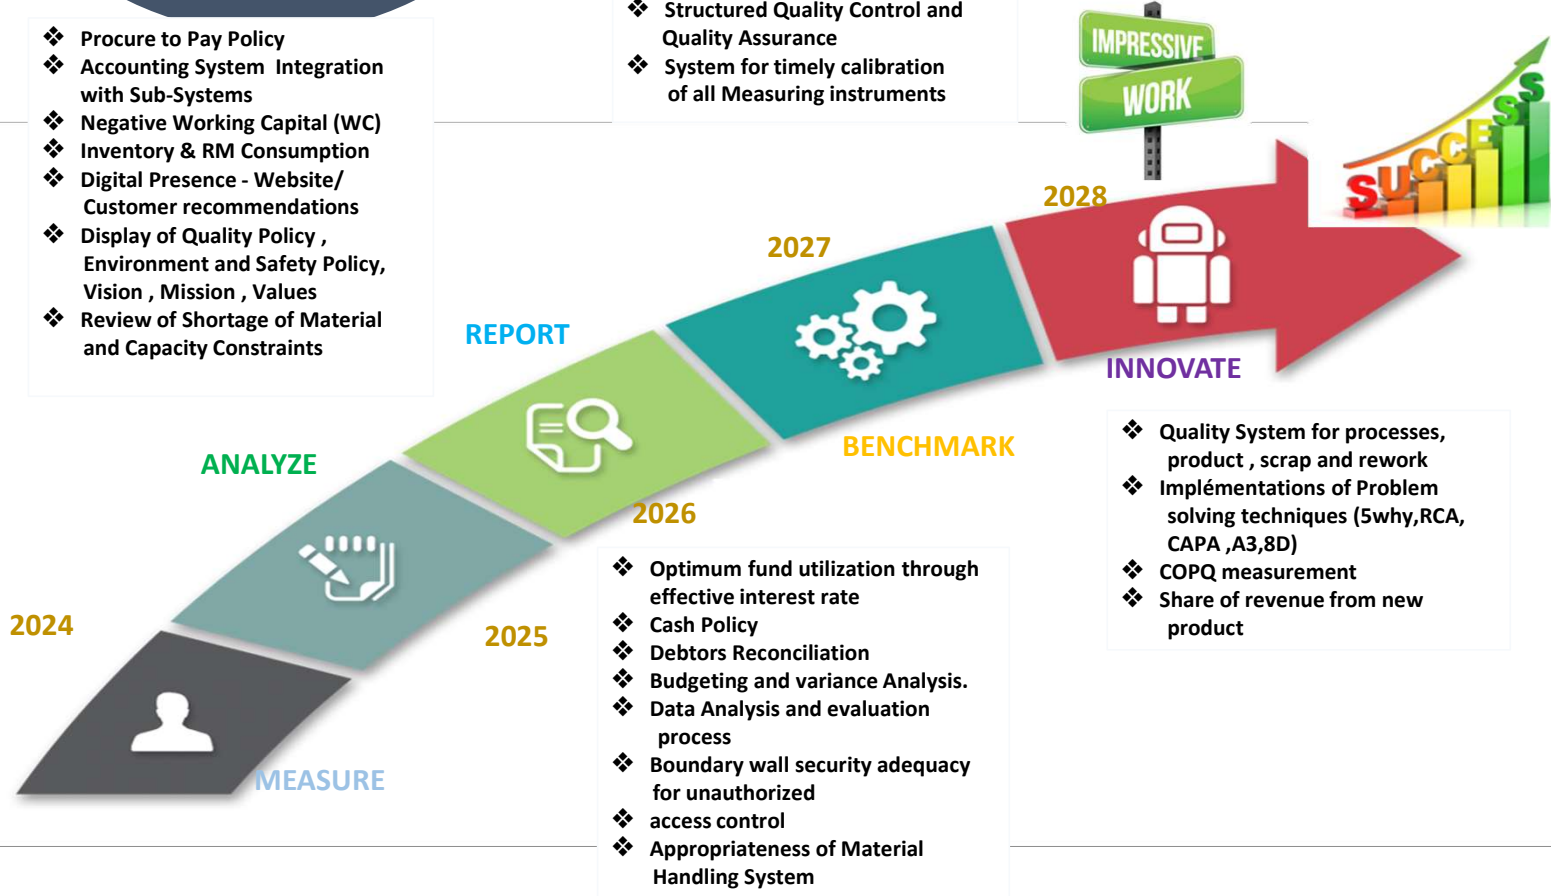 ❖ Procure to Pay Policy
❖ Accounting System Integration
with Sub-Systems
❖ Negative Working Capital (WC)
❖ Inventory & RM Consumption
❖ Digital Presence - Website/
Customer recommendations
❖ Display of Quality Policy ,
Environment and Safety Policy,
Vision , Mission , Values
❖ Review of Shortage of Material
and Capacity Constraints
❖ Structured Quality Control and
Quality Assurance
❖ System for timely calibration
of all Measuring instruments
IMPRESSIVE
WORK
SUCCESS
2028
2027
REPORT
INNOVATE
BENCHMARK
ANALYZE
2026
2024
2025
MEASURE
❖ Optimum fund utilization through
effective interest rate
❖ Cash Policy
❖ Debtors Reconciliation
❖ Budgeting and variance Analysis.
❖ Data Analysis and evaluation
process
❖ Boundary wall security adequacy
for unauthorized
❖ access control
❖ Appropriateness of Material
Handling System
❖ Quality System for processes,
product , scrap and rework
❖ Implémentations of Problem
solving techniques (5why,RCA,
CAPA ,A3,8D)
❖ COPQ measurement
❖ Share of revenue from new
product